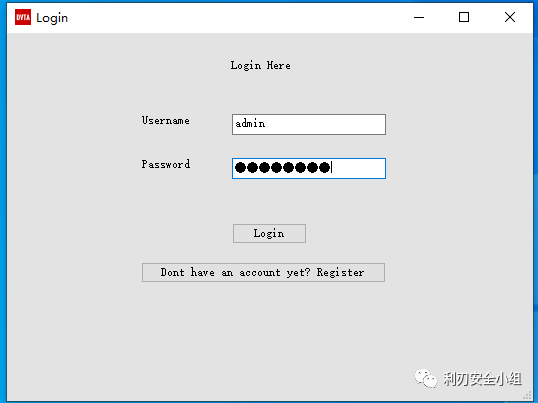 DVTA Login
Login Here
Username admin
Password ●●●●●●●●
Login
Dont have an account yet? Register
利刃安全小组